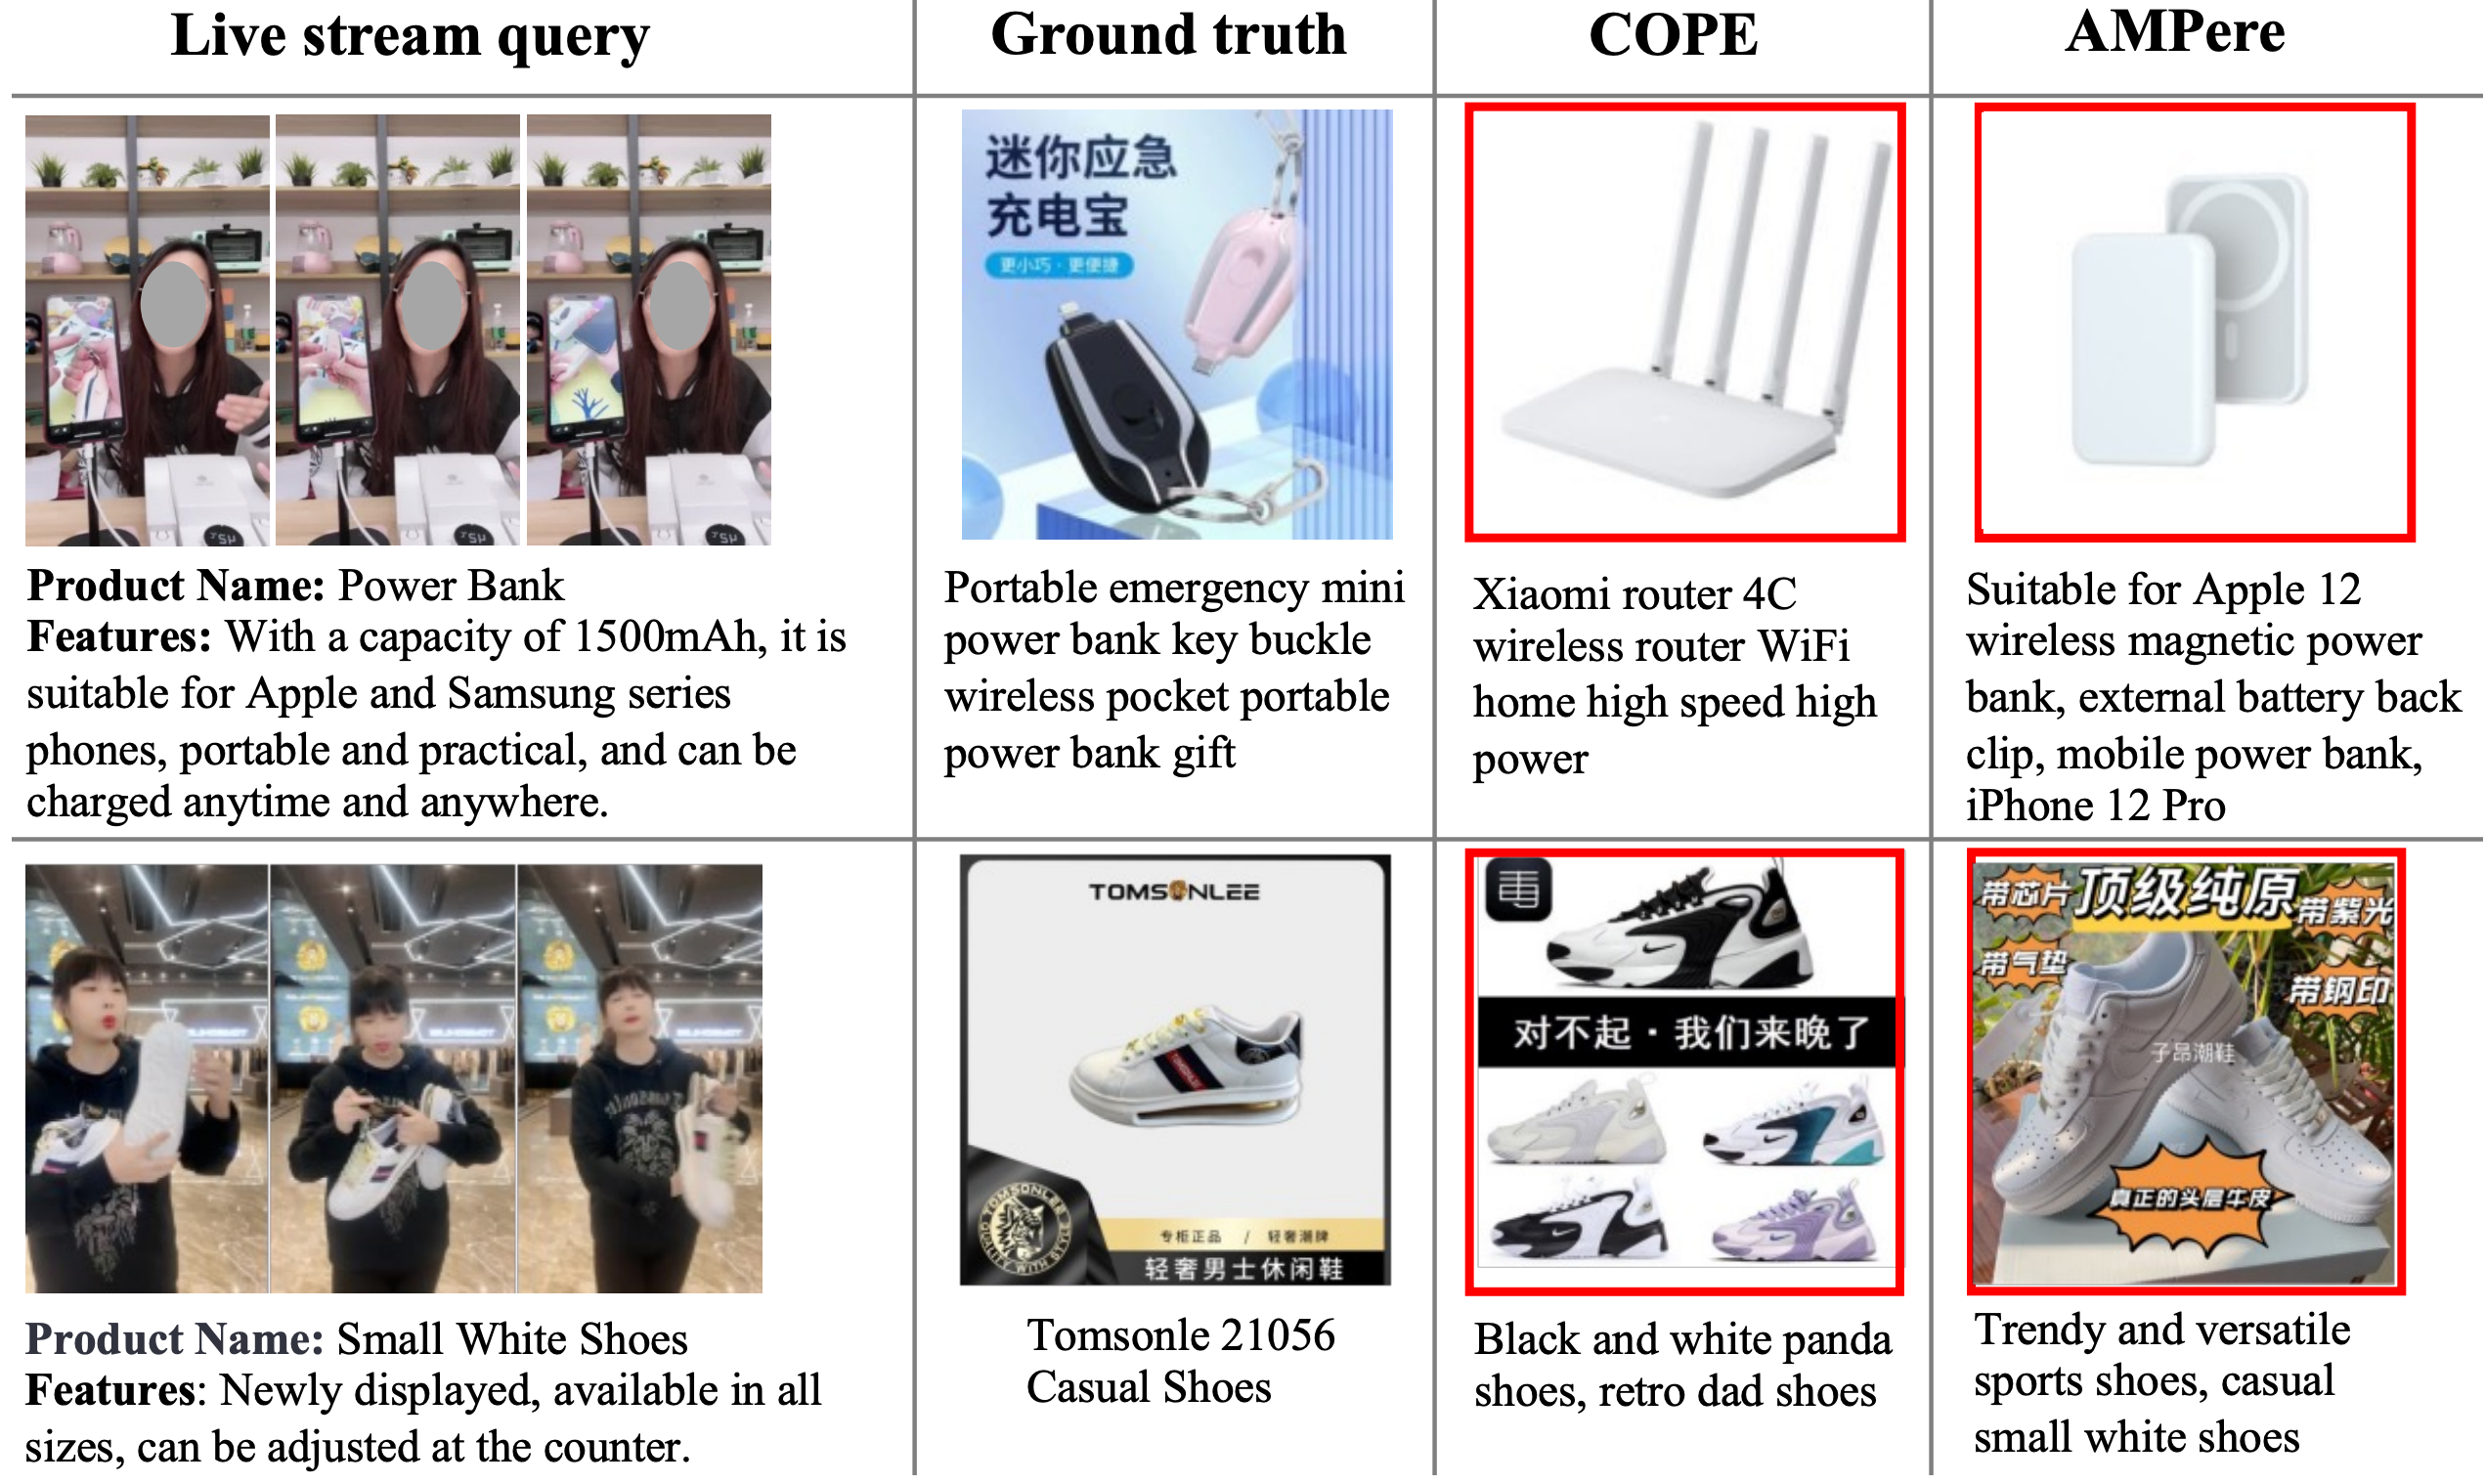 Live stream query
Ground truth
COPE
AMPere
迷你应急
充电宝
更小巧·更便捷
Product Name: Power Bank
Features: With a capacity of 1500mAh, it is
suitable for Apple and Samsung series
phones, portable and practical, and can be
charged anytime and anywhere.
Portable emergency mini
power bank key buckle
wireless pocket portable
power bank gift
Xiaomi router 4C
wireless router WiFi
home high speed high
power
Suitable for Apple 12
wireless magnetic power
bank, external battery back
clip, mobile power bank,
iPhone 12 Pro
TOMSONLEE
TOMSONLEE
专柜正品 / 轻奢潮牌
轻奢男士休闲鞋
对不起·我们来晚了
带芯片
顶级纯原
带紫光
带气垫
带钢印
子昂潮鞋
真正的头层牛皮
Product Name: Small White Shoes
Features: Newly displayed, available in all
sizes, can be adjusted at the counter.
Tomsonle 21056
Casual Shoes
Black and white panda
shoes, retro dad shoes
Trendy and versatile
sports shoes, casual
small white shoes